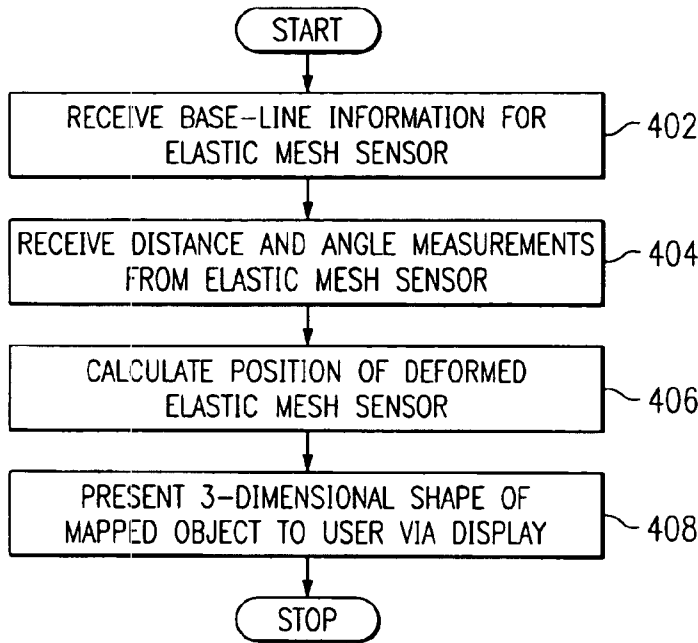 START
RECEIVE BASE-LINE INFORMATION FOR
ELASTIC MESH SENSOR
402
RECEIVE DISTANCE AND ANGLE MEASUREMENTS
FROM ELASTIC MESH SENSOR
404
CALCULATE POSITION OF DEFORMED
ELASTIC MESH SENSOR
406
PRESENT 3-DIMENSIONAL SHAPE OF
MAPPED OBJECT TO USER VIA DISPLAY
408
STOP